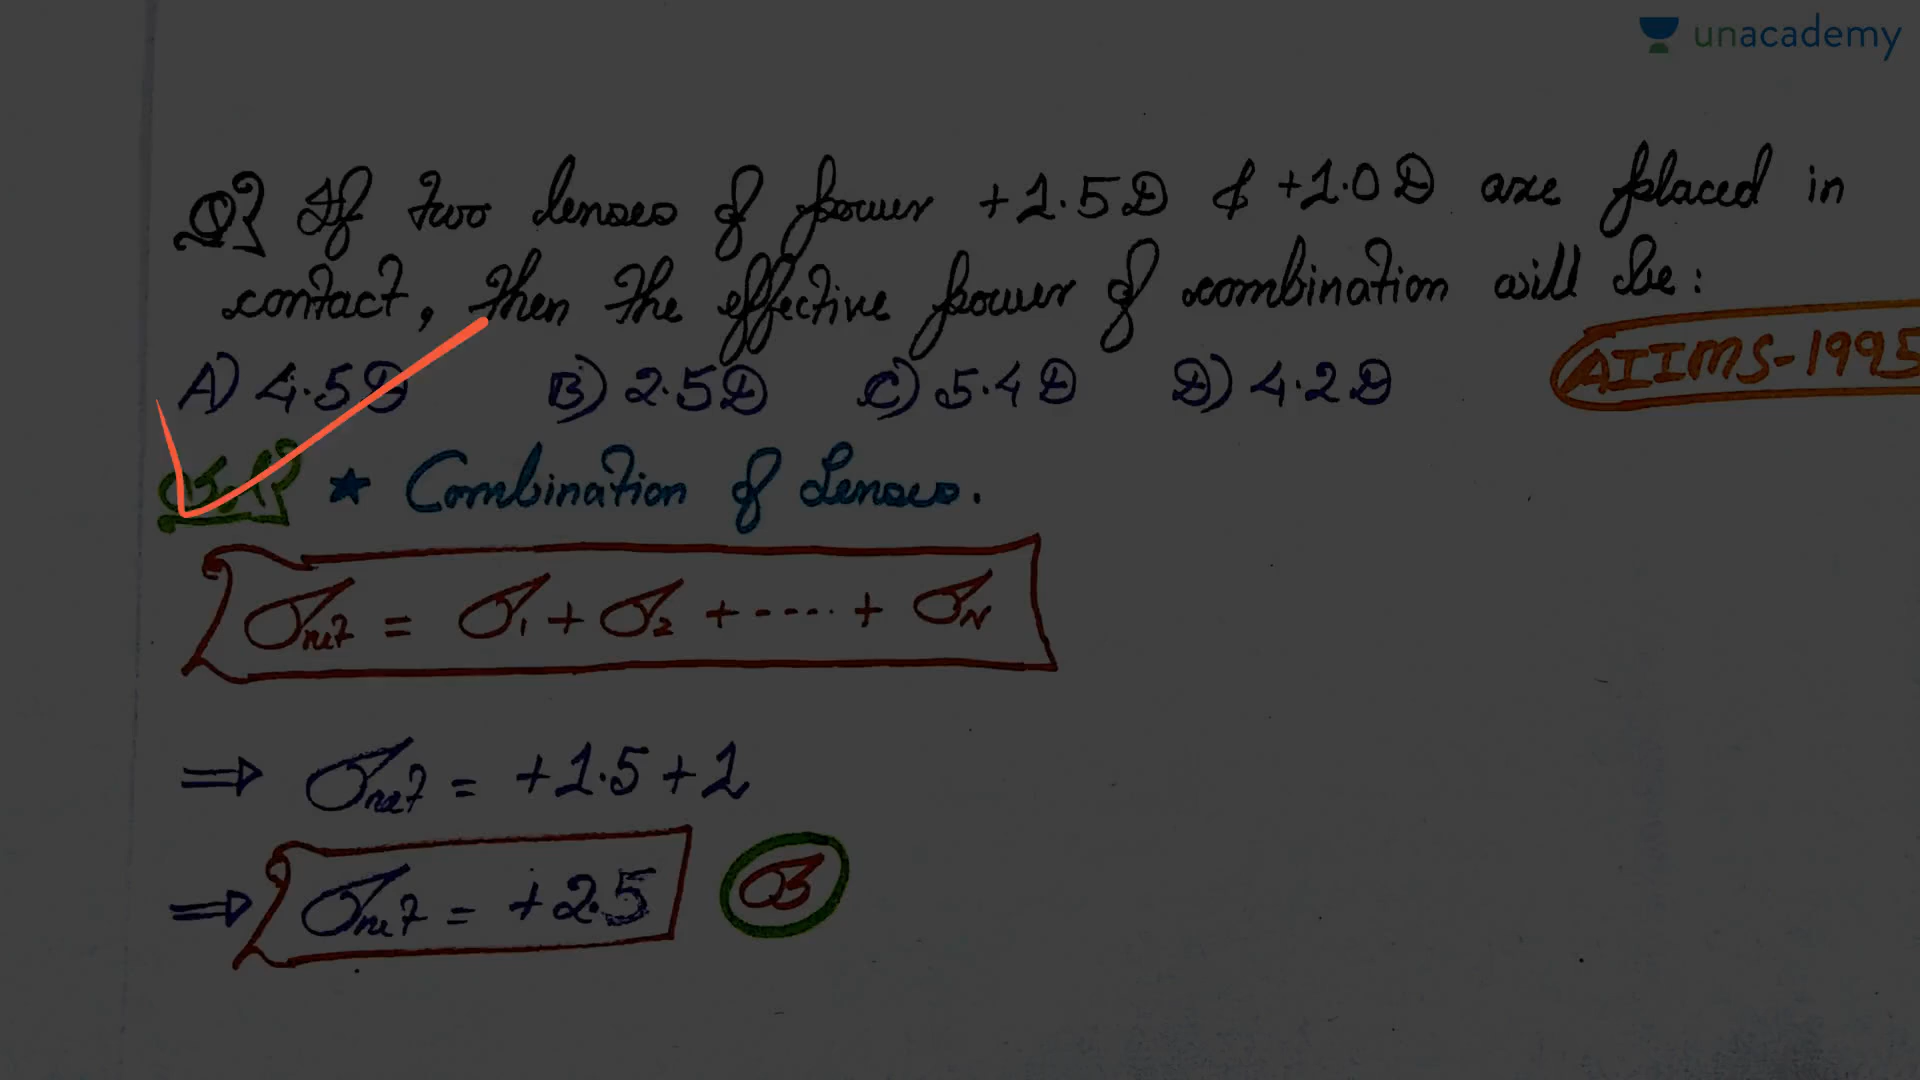 unacademy
Q} If two lenses of power +1.5D & +1.0D are placed in
contact, then the effective power of combination will be:
A) 4.5D B) 2.5D C) 5.4D D) 4.2D
AIIMS-1995
Sol} ★ Combination of Lenses.
Pnet = P1 + P2 + ---- + PN
⇒ Pnet = +1.5+1
⇒ Pnet = +2.5 B